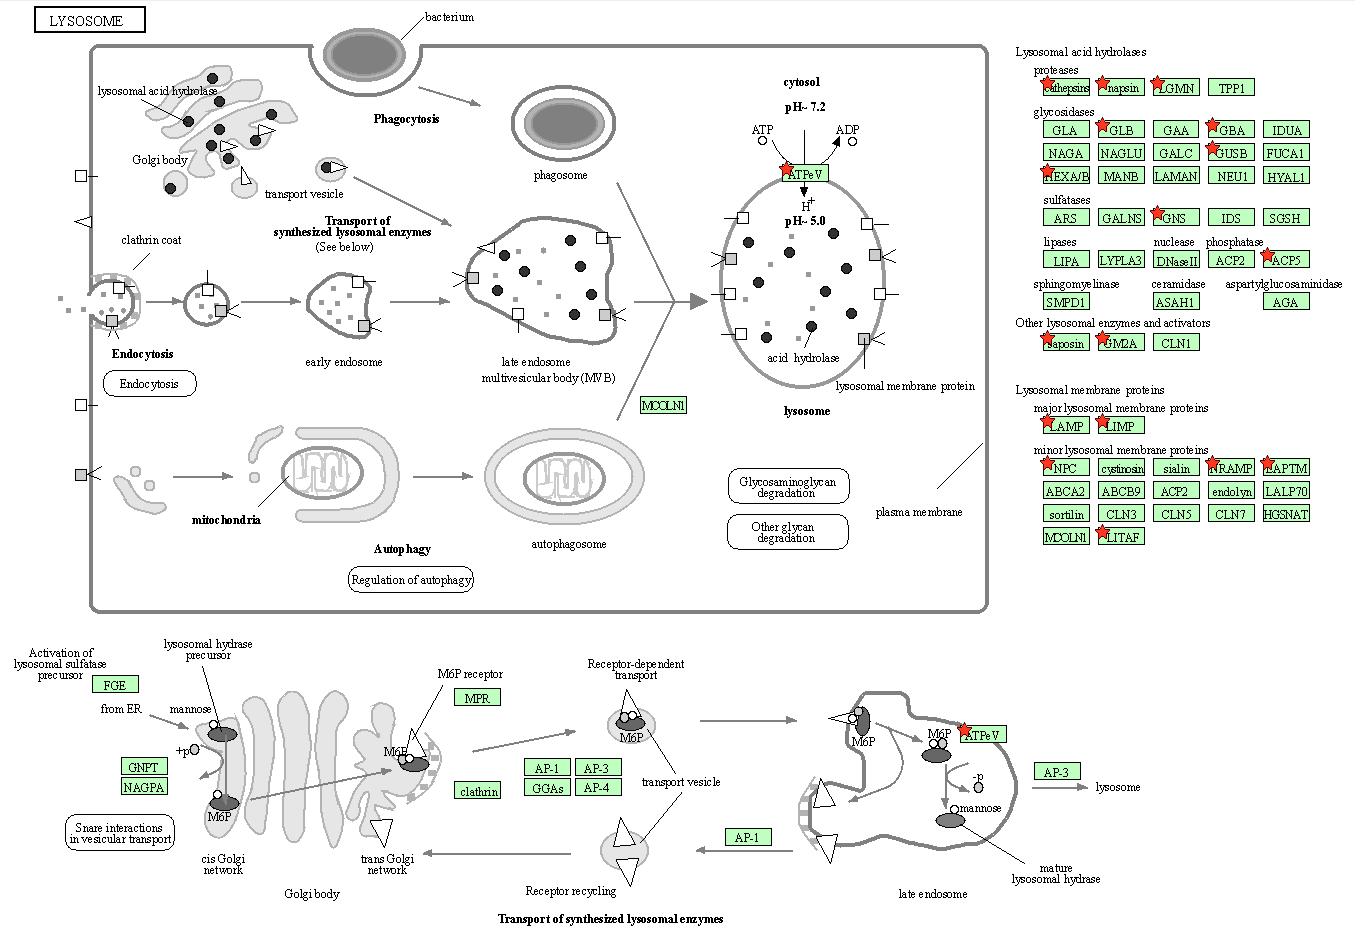 LYSOSOME
bacterium
lysosomal acid hydrolase
Golgi body
transport vesicle
Phagocytosis
phagosome
cytosol
pH~ 7.2
ATP
ADP
ATPeV
H+
pH~ 5.0
Transport of
synthesized lysosomal enzymes
(See below)
clathrin coat
Endocytosis
Endocytosis
early endosome
late endosome
multivesicular body (MVB)
acid hydrolase
lysosomal membrane protein
lysosome
MCOLN1
mitochondria
Autophagy
Regulation of autophagy
autophagosome
Glycosaminoglycan
degradation
Other glycan
degradation
plasma membrane
Lysosomal acid hydrolases
proteases
cathepsins napsin LGMN TPP1
glycosidases
GLA GLB GAA GBA IDUA
NAGA NAGLU GALC GUSB FUCA1
HEXA/B MANB LAMAN NEU1 HYAL1
sulfatases
ARS GALNS GNS IDS SGSH
lipases nuclease phosphatase
LIPA LYPLA3 DNaseII ACP2 ACP5
sphingomyelinase ceramidase aspartylglucosaminidase
SMPD1 ASAH1 AGA
Other lysosomal enzymes and activators
saposin GM2A CLN1
Lysosomal membrane proteins
major lysosomal membrane proteins
LAMP LIMP
minor lysosomal membrane proteins
NPC cystinosin sialin NRAMP LAPTM
ABCA2 ABCB9 ACP2 endolyn LALP70
sortilin CLN3 CLN5 CLN7 HGSNAT
MCOLN1 LITAF
Activation of
lysosomal sulfatase
precursor
FGE
from ER
lysosomal hydrase
precursor
mannose
+p
GNPT
NAGPA
M6P
Snare interactions
in vesicular transport
cis Golgi
network
Golgi body
trans Golgi
network
M6P receptor
MPR
M6P
clathrin
Receptor-dependent
transport
M6P
AP-1 AP-3
GGAs AP-4
transport vesicle
Receptor recycling
AP-1
M6P
M6P
ATPeV
-p
mannose
AP-3
lysosome
mature
lysosomal hydrase
late endosome
Transport of synthesized lysosomal enzymes